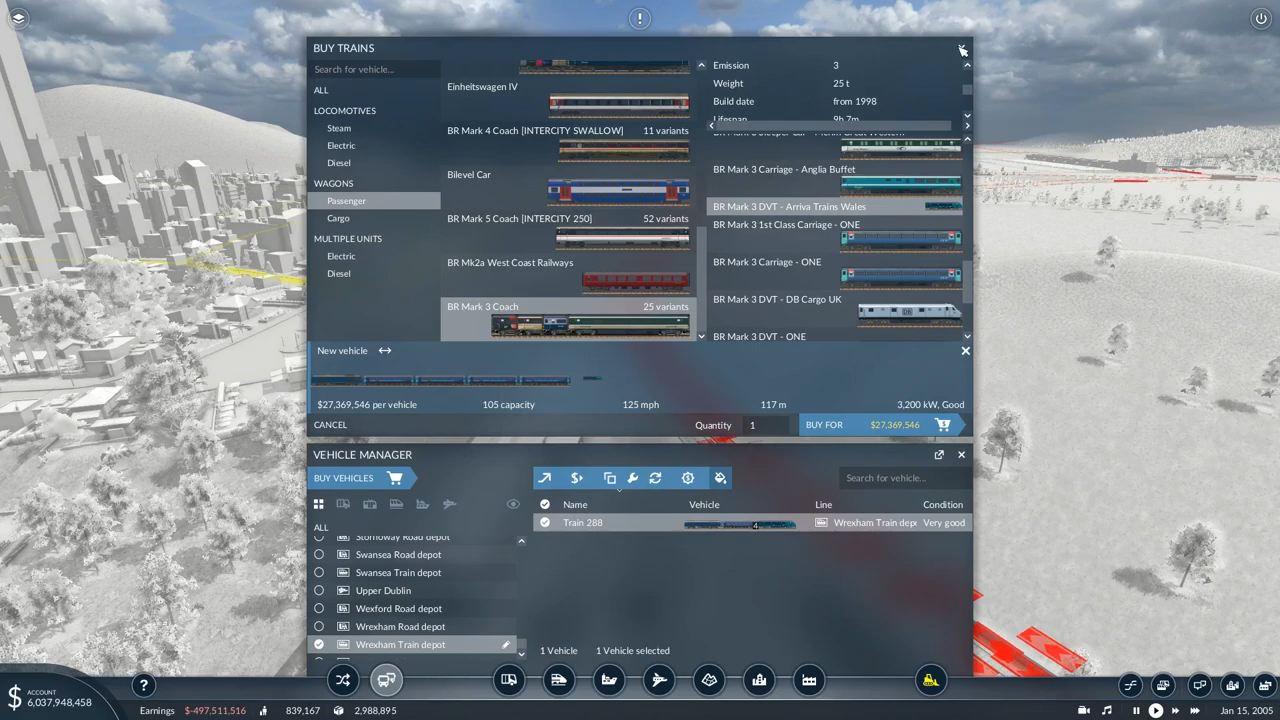 BUY TRAINS
Search for vehicle...
ALL
LOCOMOTIVES
Steam
Electric
Diesel
WAGONS
Passenger
Cargo
MULTIPLE UNITS
Electric
Diesel
Einheitswagen IV
BR Mark 4 Coach [INTERCITY SWALLOW] 11 variants
Bilevel Car
BR Mark 5 Coach [INTERCITY 250] 52 variants
BR Mk2a West Coast Railways
BR Mark 3 Coach 25 variants
Emission 3
Weight 25 t
Build date from 1998
Lifespan 9h 7m
BR Mark 3 Carriage - Anglia Buffet
BR Mark 3 DVT - Arriva Trains Wales
BR Mark 3 1st Class Carriage - ONE
BR Mark 3 Carriage - ONE
BR Mark 3 DVT - DB Cargo UK
BR Mark 3 DVT - ONE
New vehicle
$27,369,546 per vehicle 105 capacity 125 mph 117 m 3,200 kW, Good
CANCEL Quantity 1 BUY FOR $27,369,546
VEHICLE MANAGER
BUY VEHICLES Search for vehicle...
Name Vehicle Line Condition
Train 288 4 Wrexham Train dep Very good
ALL
Stornoway Road depot
Swansea Road depot
Swansea Train depot
Upper Dublin
Wexford Road depot
Wrexham Road depot
Wrexham Train depot
1 Vehicle 1 Vehicle selected
$ ACCOUNT
6,037,948,458
?
Earnings $-497,511,516 839,167 2,988,895 Jan 15, 2005